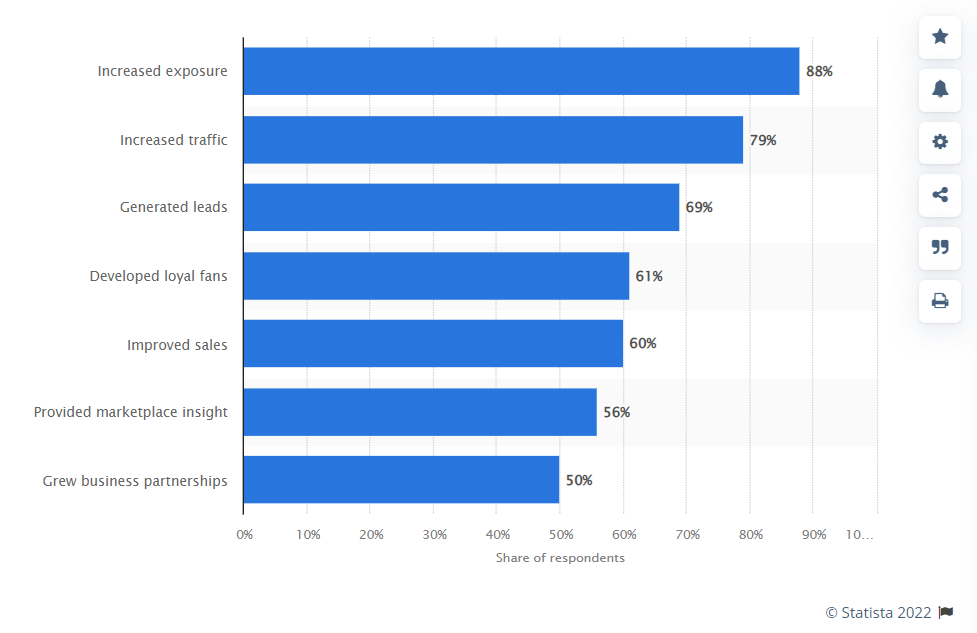 Increased exposure 88%
Increased traffic 79%
Generated leads 69%
Developed loyal fans 61%
Improved sales 60%
Provided marketplace insight 56%
Grew business partnerships 50%
0% 10% 20% 30% 40% 50% 60% 70% 80% 90% 10...
Share of respondents
© Statista 2022